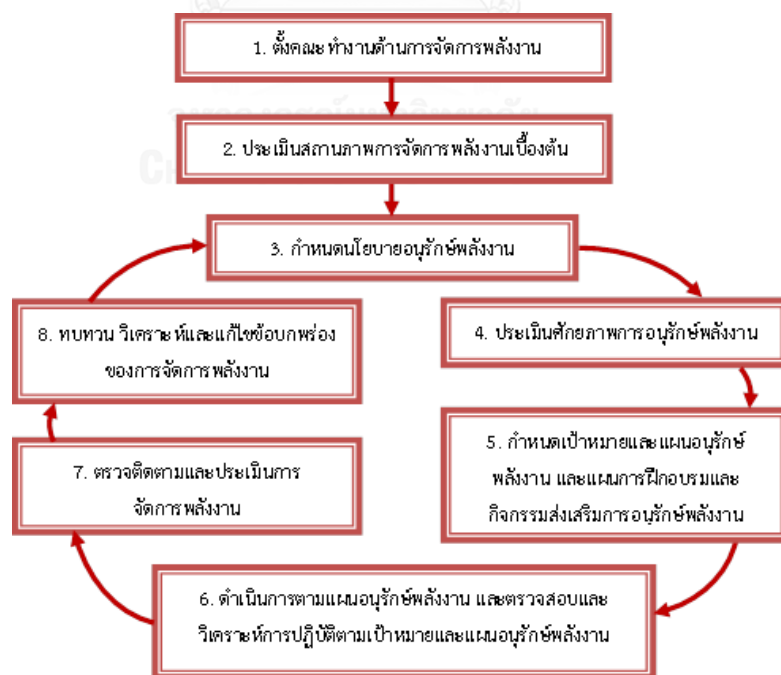 1. ตั้งคณะทำงานด้านการจัดการพลังงาน
2. ประเมินสถานภาพการจัดการพลังงานเบื้องต้น
3. กำหนดนโยบายอนุรักษ์พลังงาน
4. ประเมินศักยภาพการอนุรักษ์พลังงาน
5. กำหนดเป้าหมายและแผนอนุรักษ์
พลังงาน และแผนการฝึกอบรมและ
กิจกรรมส่งเสริมการอนุรักษ์พลังงาน
6. ดำเนินการตามแผนอนุรักษ์พลังงาน และตรวจสอบและ
วิเคราะห์การปฏิบัติตามเป้าหมายและแผนอนุรักษ์พลังงาน
7. ตรวจติดตามและประเมินการ
จัดการพลังงาน
8. ทบทวน วิเคราะห์และแก้ไขข้อบกพร่อง
ของการจัดการพลังงาน